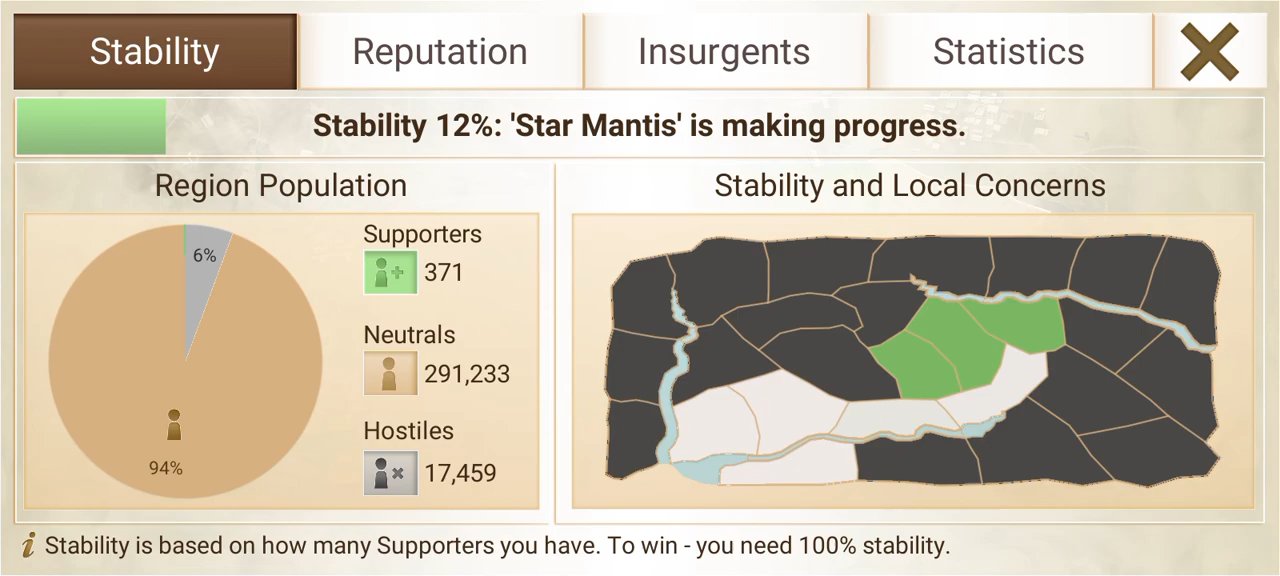 Stability
Reputation
Insurgents
Statistics
Stability 12%: 'Star Mantis' is making progress.
Region Population
Stability and Local Concerns
6%
94%
Supporters
371
Neutrals
291,233
Hostiles
17,459
Stability is based on how many Supporters you have. To win - you need 100% stability.